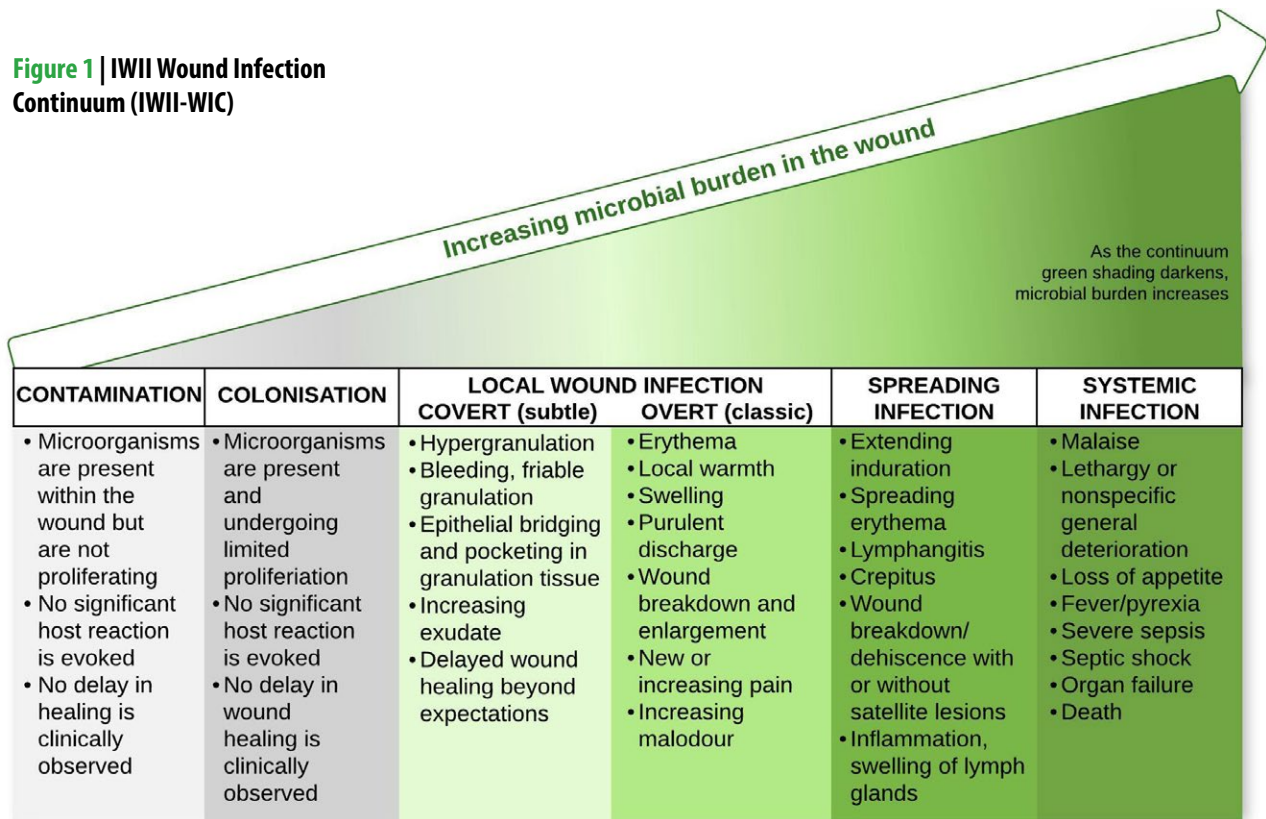 Figure 1 | IWII Wound Infection
Continuum (IWII-WIC)
Increasing microbial burden in the wound
As the continuum
green shading darkens,
microbial burden increases
CONTAMINATION
• Microorganisms
are present
within the
wound but
are not
proliferating
• No significant
host reaction
is evoked
• No delay in
healing is
clinically
observed
COLONISATION
• Microorganisms
are present
and
undergoing
limited
proliferiation
• No significant
host reaction
is evoked
• No delay in
wound
healing is
clinically
observed
LOCAL WOUND INFECTION
COVERT (subtle)
• Hypergranulation
• Bleeding, friable
granulation
• Epithelial bridging
and pocketing in
granulation tissue
• Increasing
exudate
• Delayed wound
healing beyond
expectations
OVERT (classic)
• Erythema
• Local warmth
• Swelling
• Purulent
discharge
• Wound
breakdown and
enlargement
• New or
increasing pain
• Increasing
malodour
SPREADING
INFECTION
• Extending
induration
• Spreading
erythema
• Lymphangitis
• Crepitus
• Wound
breakdown/
dehiscence with
or without
satellite lesions
• Inflammation,
swelling of lymph
glands
SYSTEMIC
INFECTION
• Malaise
• Lethargy or
nonspecific
general
deterioration
• Loss of appetite
• Fever/pyrexia
• Severe sepsis
• Septic shock
• Organ failure
• Death